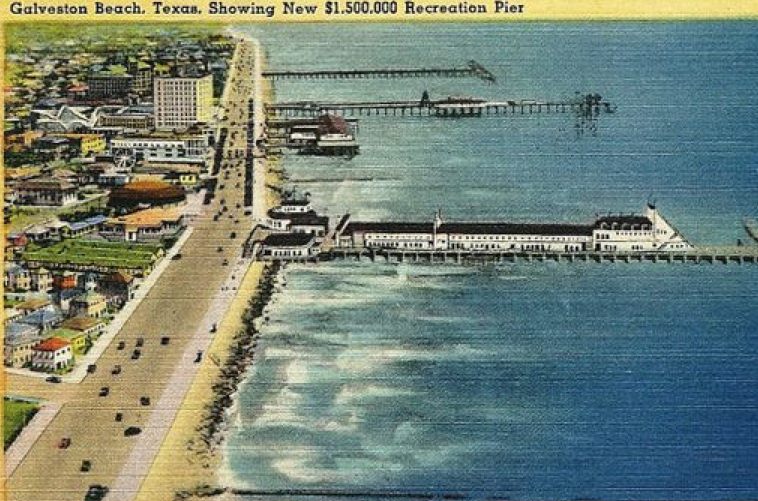 Galveston Beach, Texas, Showing New $1,500,000 Recreation Pier